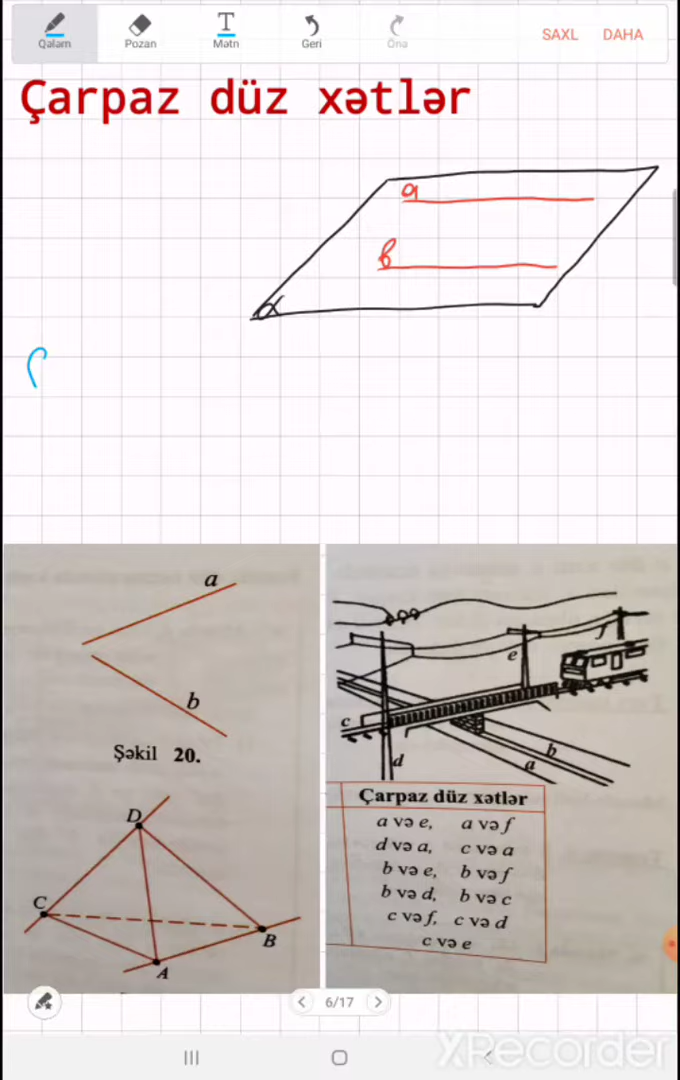 Qələm Pozan Mətn Geri Önə SAXL DAHA
Çarpaz düz xətlər
a
b
α
a
b
Şəkil 20.
D
C
B
A
f
e
c
b
a
d
Çarpaz düz xətlər
a və e, a və f
d və a, c və a
b və e, b və f
b və d, b və c
c və f, c və d
c və e
6/17
XRecorder